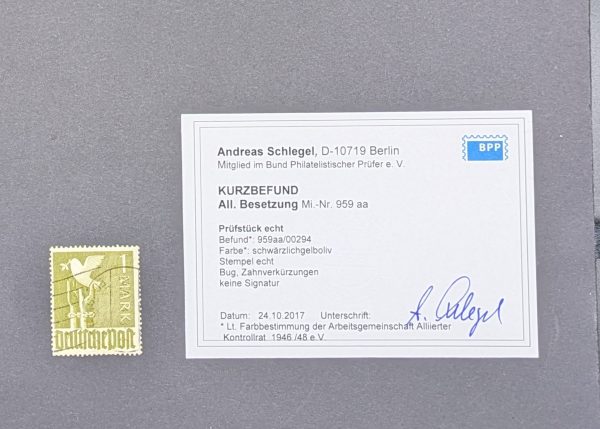 Andreas Schlegel, D-10719 Berlin
Mitglied im Bund Philatelistischer Prüfer e. V.
BPP
KURZBEFUND
All. Besetzung Mi.-Nr. 959 aa
Prüfstück echt
Befund*: 959aa/00294
Farbe*: schwärzlichgelboliv
Stempel echt
Bug, Zahnverkürzungen
keine Signatur
Datum: 24.10.2017 Unterschrift: A. Schlegel
* Lt. Farbbestimmung der Arbeitsgemeinschaft Alliierter
Kontrollrat 1946 /48 e.V.
1 MARK
deutsche post